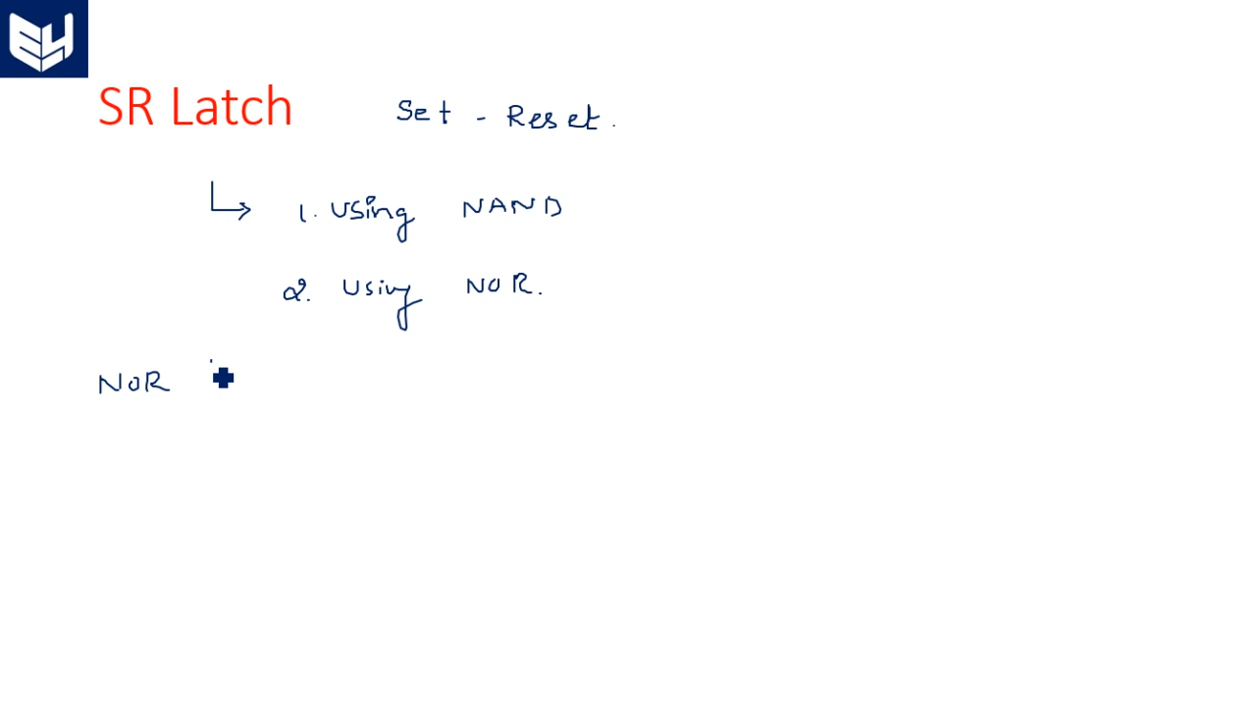 SR Latch Set - Reset.
1. Using NAND
2. Using NOR.
NOR